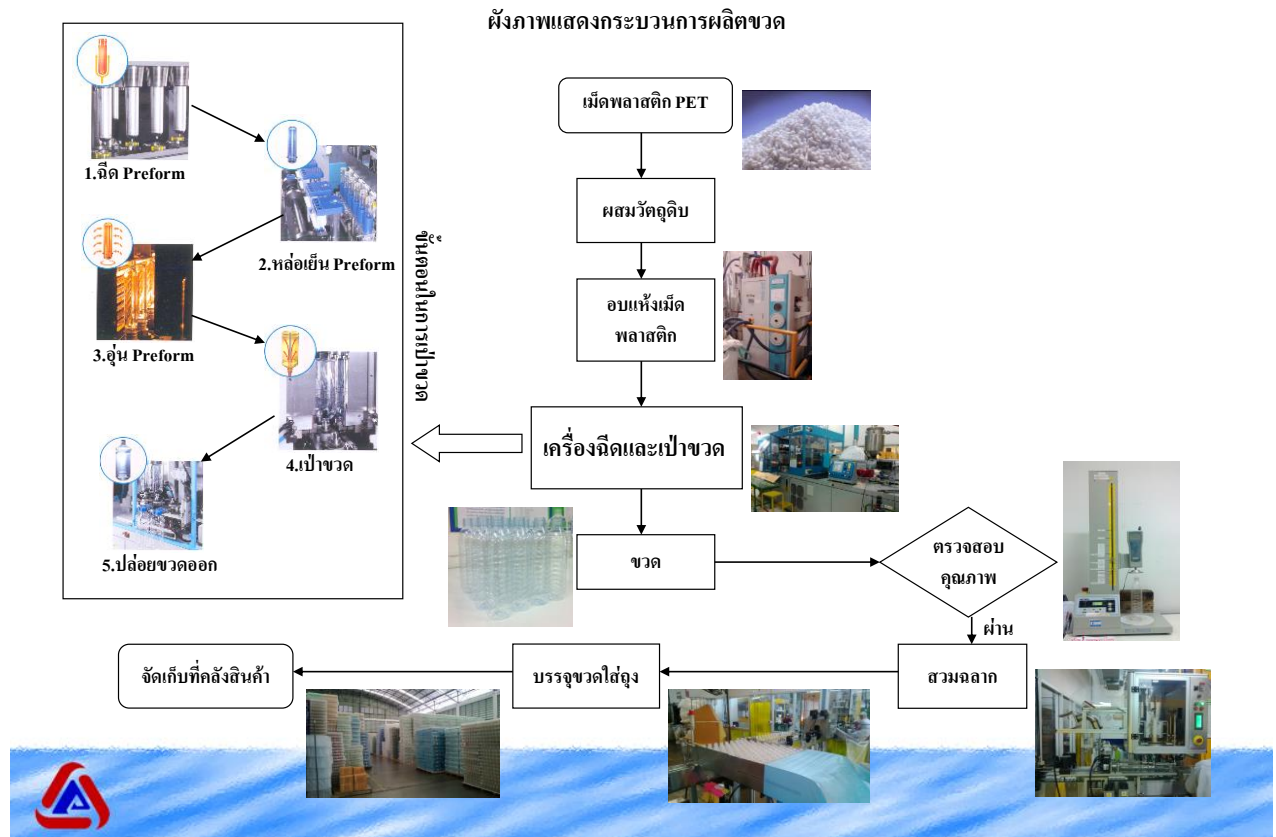 ผังภาพแสดงกระบวนการผลิตขวด
1.ฉีด Preform
2.หล่อเย็น Preform
3.อุ่น Preform
4.เป่าขวด
5.ปล่อยขวดออก
ขั้นตอนในการเป่าขวด
เม็ดพลาสติก PET
ผสมวัตถุดิบ
อบแห้งเม็ด
พลาสติก
เครื่องฉีดและเป่าขวด
ขวด
ตรวจสอบ
คุณภาพ
ผ่าน
สวมฉลาก
บรรจุขวดใส่ถุง
จัดเก็บที่คลังสินค้า